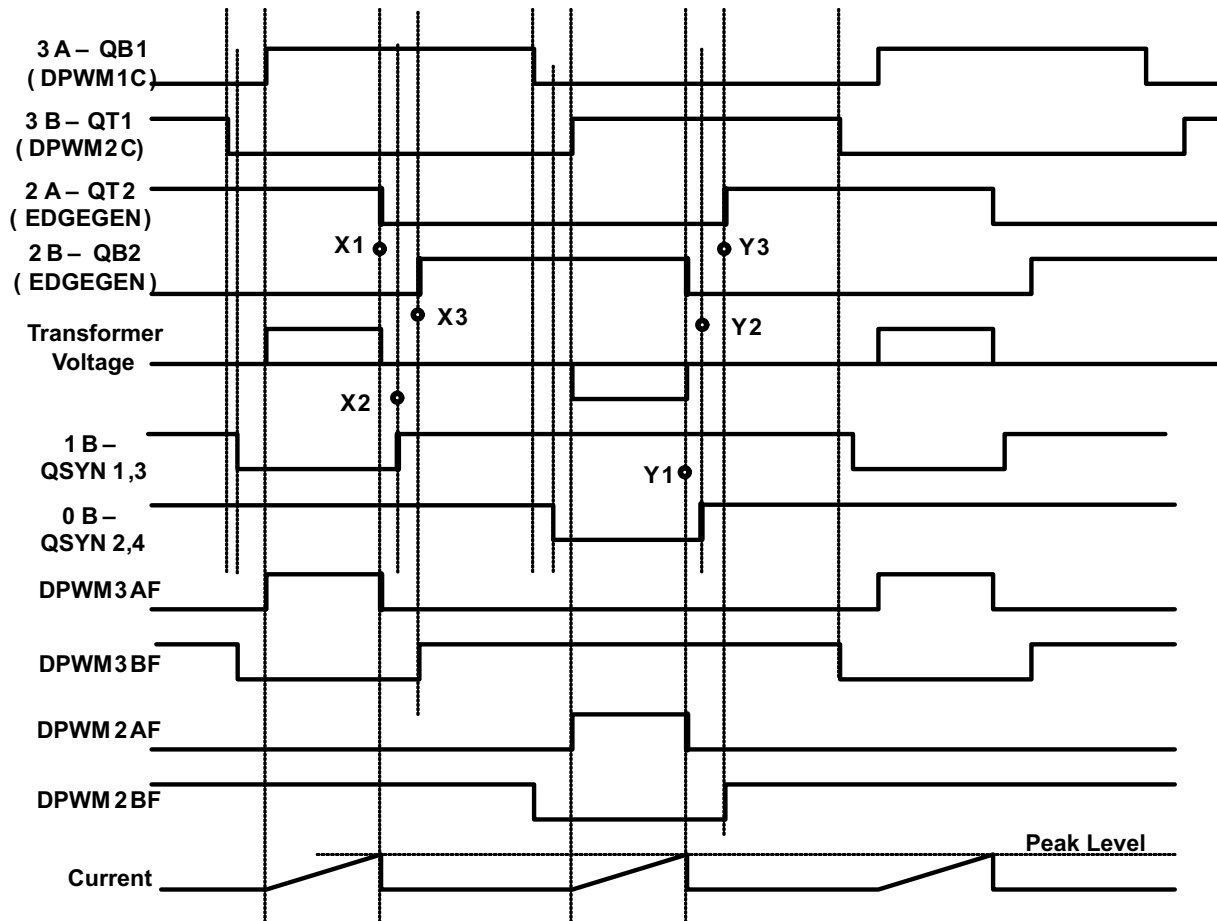 3 A – QB1
( DPWM1C)
3 B – QT1
( DPWM2C)
2 A – QT2
( EDGEGEN)
2 B – QB2
( EDGEGEN)
X1
Y3
X3
Y2
Transformer
Voltage
X2
1 B –
QSYN 1,3
Y1
0 B –
QSYN 2,4
DPWM3AF
DPWM3BF
DPWM2AF
DPWM2BF
Peak Level
Current